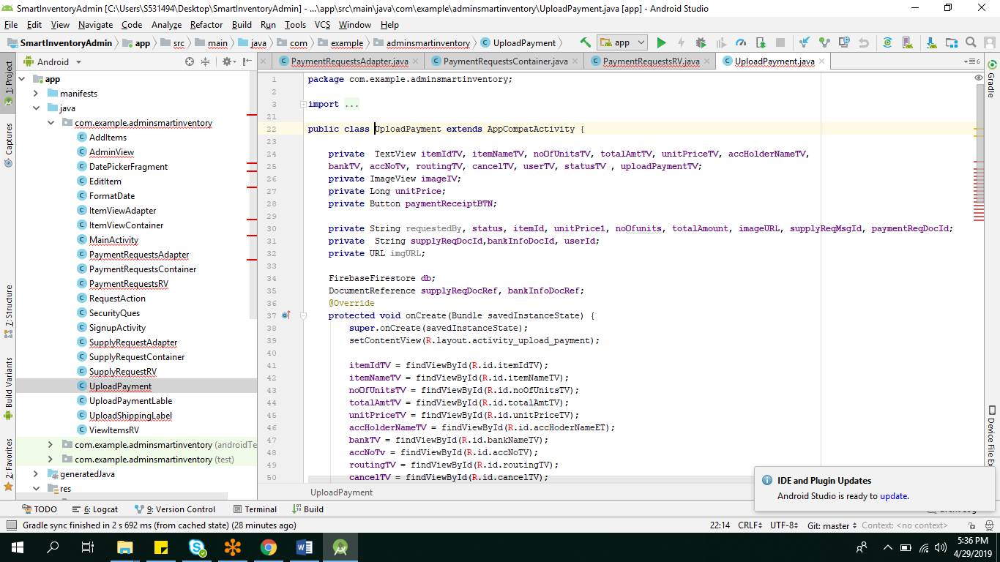 SmartInventoryAdmin [C:\Users\S531494\Desktop\SmartInventoryAdmin] - ...\app\src\main\java\com\example\adminsmartinventory\UploadPayment.java [app] - Android Studio
File Edit View Navigate Code Analyze Refactor Build Run Tools VCS Window Help
SmartInventoryAdmin app src main java com example adminsmartinventory UploadPayment app
Android
PaymentRequestsAdapter.java PaymentRequestsContainer.java PaymentRequestsRV.java UploadPayment.java 6
1: Project
Captures
7: Structure
Build Variants
2: Favorites
app
manifests
java
com.example.adminsmartinventory
AddItems
AdminView
DatePickerFragment
EditItem
FormatDate
ItemViewAdapter
ItemViewContainer
MainActivity
PaymentRequestsAdapter
PaymentRequestsContainer
PaymentRequestsRV
RequestAction
SecurityQues
SignupActivity
SupplyRequestAdapter
SupplyRequestContainer
SupplyRequestRV
UploadPayment
UploadPaymentLable
UploadShippingLabel
ViewItemsRV
com.example.adminsmartinventory (androidTe
com.example.adminsmartinventory (test)
generatedJava
res
1 package com.example.adminsmartinventory;
2
3 import ...
21
22 public class UploadPayment extends AppCompatActivity {
23
24 private  TextView itemIdTV, itemNameTV, noOfUnitsTV, totalAmtTV, unitPriceTV, accHolderNameTV,
25 bankTV, accNoTv, routingTV, cancelTV, userTV, statusTV , uploadPaymentTV;
26 private ImageView imageIV;
27 private Long unitPrice;
28 private Button paymentReceiptBTN;
29
30 private String requestedBy, status, itemId, unitPrice1, noOfunits, totalAmount, imageURL, supplyReqMsgId, paymentReqDocId;
31 private  String supplyReqDocId,bankInfoDocId, userId;
32 private URL imgURL;
33
34 FirebaseFirestore db;
35 DocumentReference supplyReqDocRef, bankInfoDocRef;
36 @Override
37 protected void onCreate(Bundle savedInstanceState) {
38 super.onCreate(savedInstanceState);
39 setContentView(R.layout.activity_upload_payment);
40
41 itemIdTV = findViewById(R.id.itemIdTV);
42 itemNameTV = findViewById(R.id.itemNameTV);
43 noOfUnitsTV = findViewById(R.id.noOfUnitsTV);
44 totalAmtTV = findViewById(R.id.totalAmtTV);
45 unitPriceTV = findViewById(R.id.unitPriceTV);
46 accHolderNameTV = findViewById(R.id.accHoderNameET);
47 bankTV = findViewById(R.id.bankNameTV);
48 accNoTv = findViewById(R.id.accNoTV);
49 routingTV = findViewById(R.id.routingTV);
50 cancelTV = findViewById(R.id.cancelTV);
UploadPayment
Gradle
Device File Ex
IDE and Plugin Updates
Android Studio is ready to update.
TODO 6: Logcat 9: Version Control Terminal Build
Gradle sync finished in 2 s 692 ms (from cached state) (28 minutes ago) 22:14 CRLF UTF-8 Git: master Context: <no context>
5:36 PM
4/29/2019